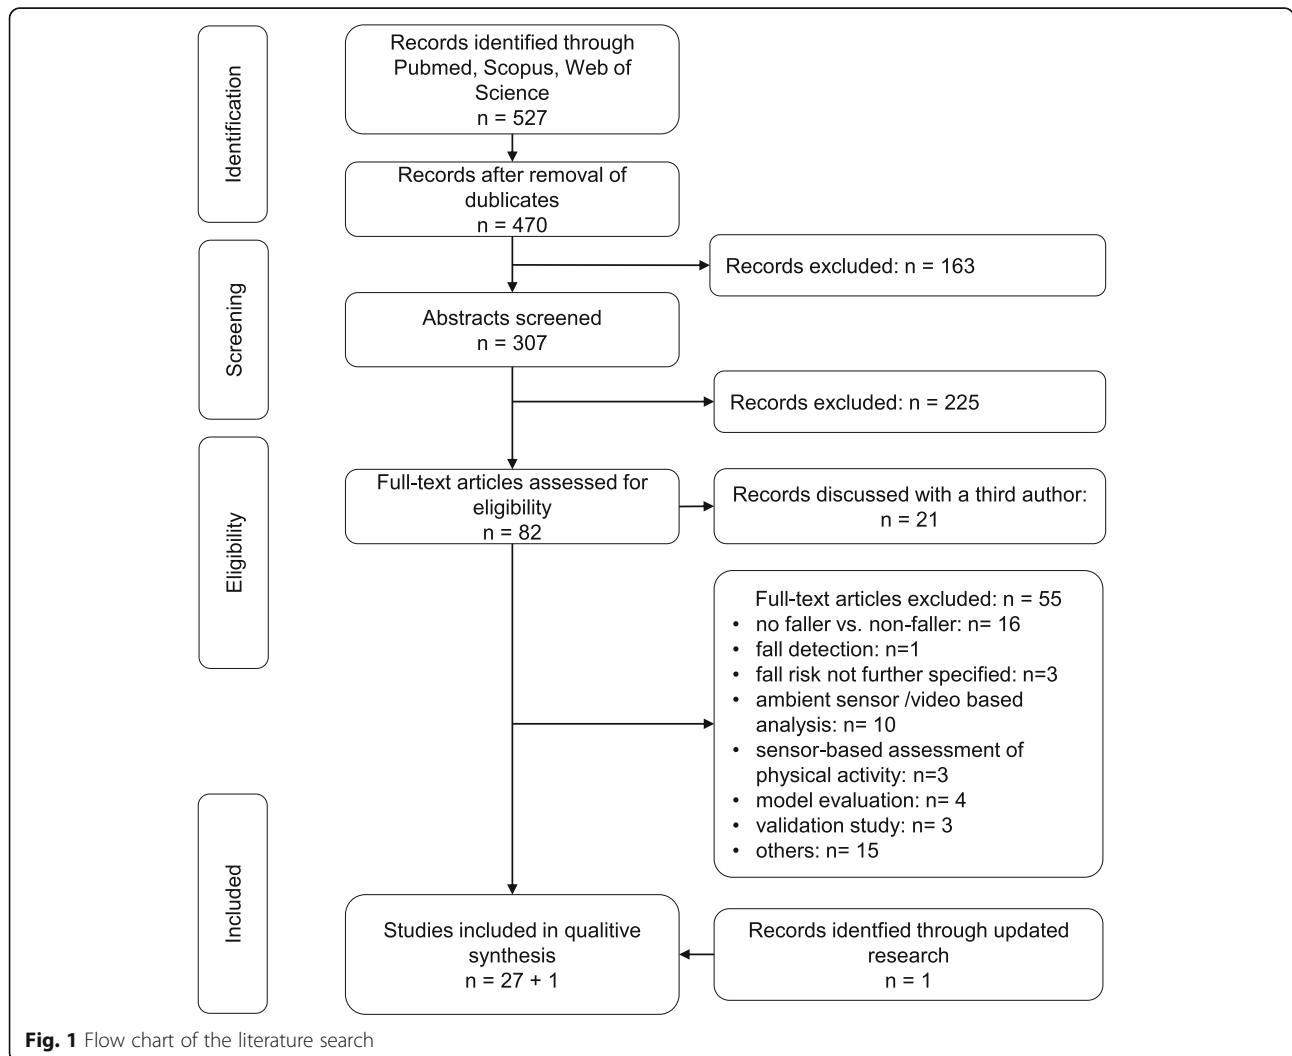 Identification
Records identified through
Pubmed, Scopus, Web of
Science
n = 527
Records after removal of
dublicates
n = 470
Screening
Records excluded: n = 163
Abstracts screened
n = 307
Records excluded: n = 225
Eligibility
Full-text articles assessed for
eligibility
n = 82
Records discussed with a third author:
n = 21
Full-text articles excluded: n = 55
• no faller vs. non-faller: n= 16
• fall detection: n=1
• fall risk not further specified: n=3
• ambient sensor /video based
analysis: n= 10
• sensor-based assessment of
physical activity: n=3
• model evaluation: n= 4
• validation study: n= 3
• others: n= 15
Included
Studies included in qualitive
synthesis
n = 27 + 1
Records identfied through updated
research
n = 1
Fig. 1 Flow chart of the literature search